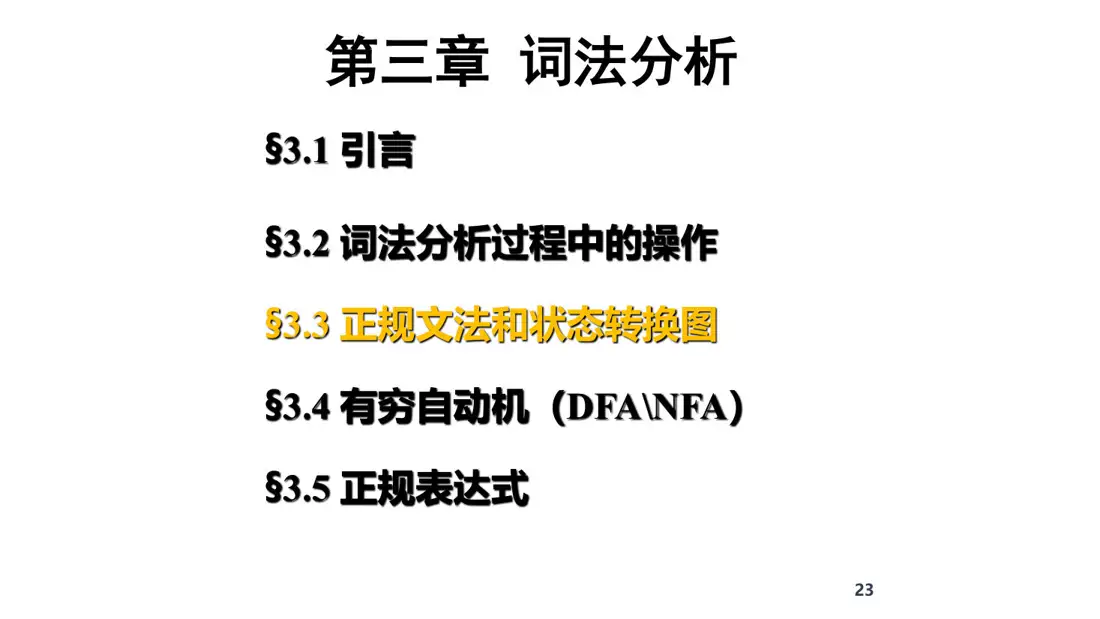 第三章 词法分析
§3.1 引言
§3.2 词法分析过程中的操作
§3.3 正规文法和状态转换图
§3.4 有穷自动机（DFA\NFA）
§3.5 正规表达式
23